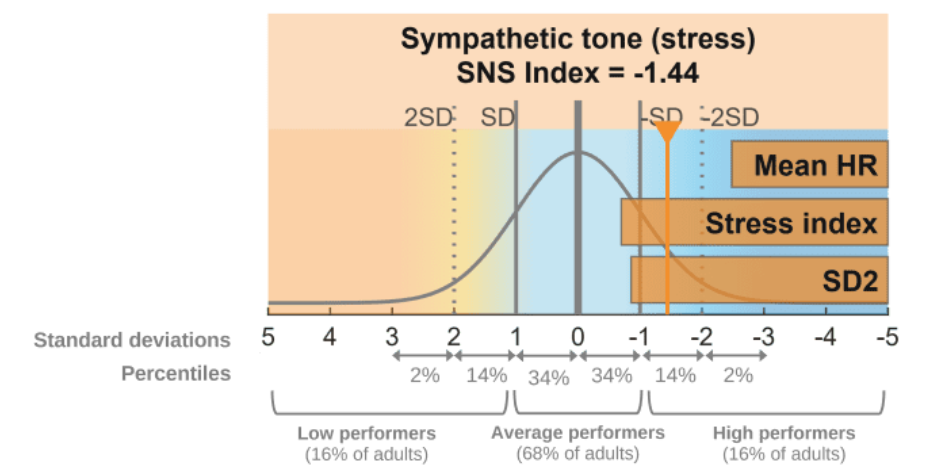 Sympathetic tone (stress)
SNS Index = -1.44
2SD SD -SD -2SD
Mean HR
Stress index
SD2
Standard deviations 5 4 3 2 1 0 -1 -2 -3 -4 -5
Percentiles 2% 14% 34% 34% 14% 2%
Low performers Average performers High performers
(16% of adults) (68% of adults) (16% of adults)